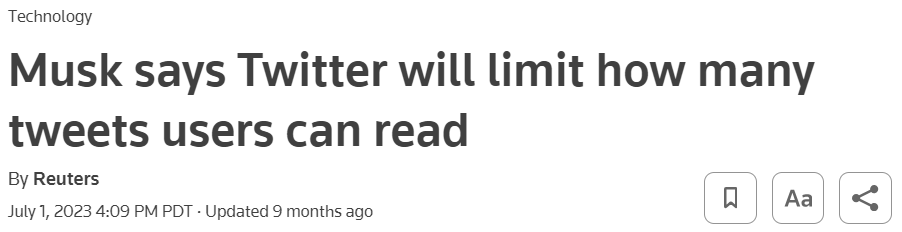 Technology
Musk says Twitter will limit how many
tweets users can read
By Reuters
July 1, 2023 4:09 PM PDT · Updated 9 months ago
Aa